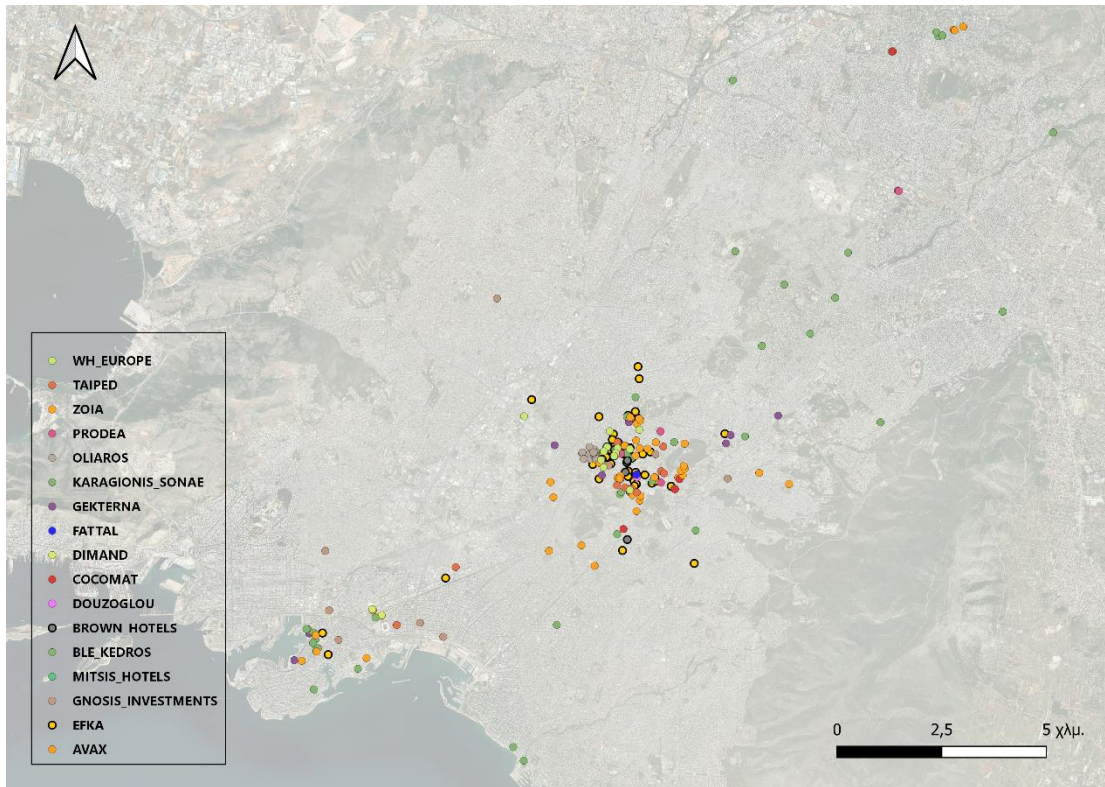 WH_EUROPE
TAIPED
ZOIA
PRODEA
OLIAROS
KARAGIONIS_SONAE
GEKTERNA
FATTAL
DIMAND
COCOMAT
DOUZOGLOU
BROWN_HOTELS
BLE_KEDROS
MITSIS_HOTELS
GNOSIS_INVESTMENTS
EFKA
AVAX
0 2,5 5 χλμ.